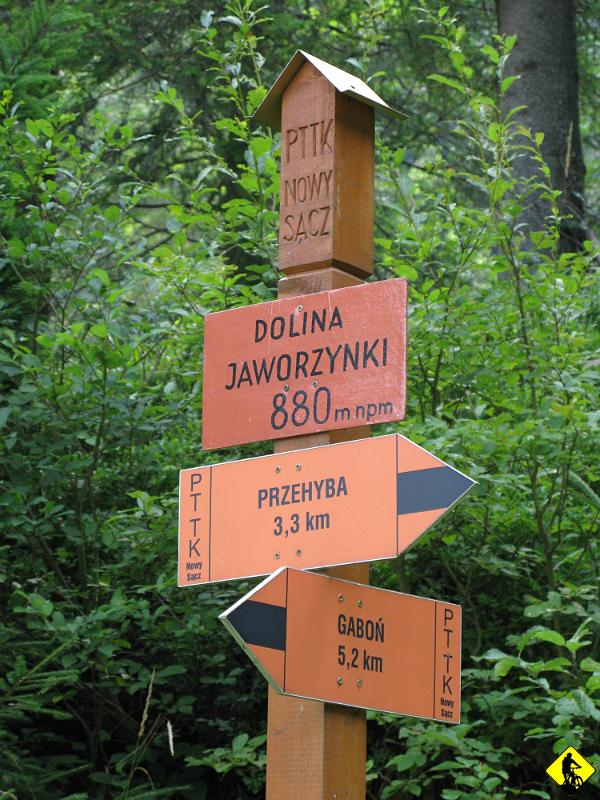 PTTK
NOWY
SĄCZ
DOLINA
JAWORZYNKI
880 m npm
PTTK
Nowy
Sącz
PRZEHYBA
3,3 km
GABOŃ
5,2 km
PTTK
Nowy
Sącz